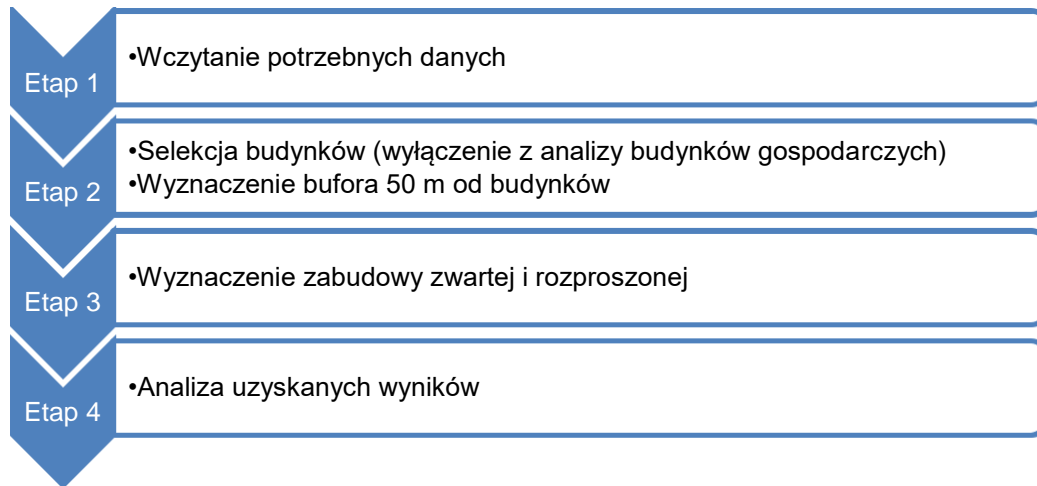 Etap 1
•Wczytanie potrzebnych danych
Etap 2
•Selekcja budynków (wyłączenie z analizy budynków gospodarczych)
•Wyznaczenie bufora 50 m od budynków
Etap 3
•Wyznaczenie zabudowy zwartej i rozproszonej
Etap 4
•Analiza uzyskanych wyników